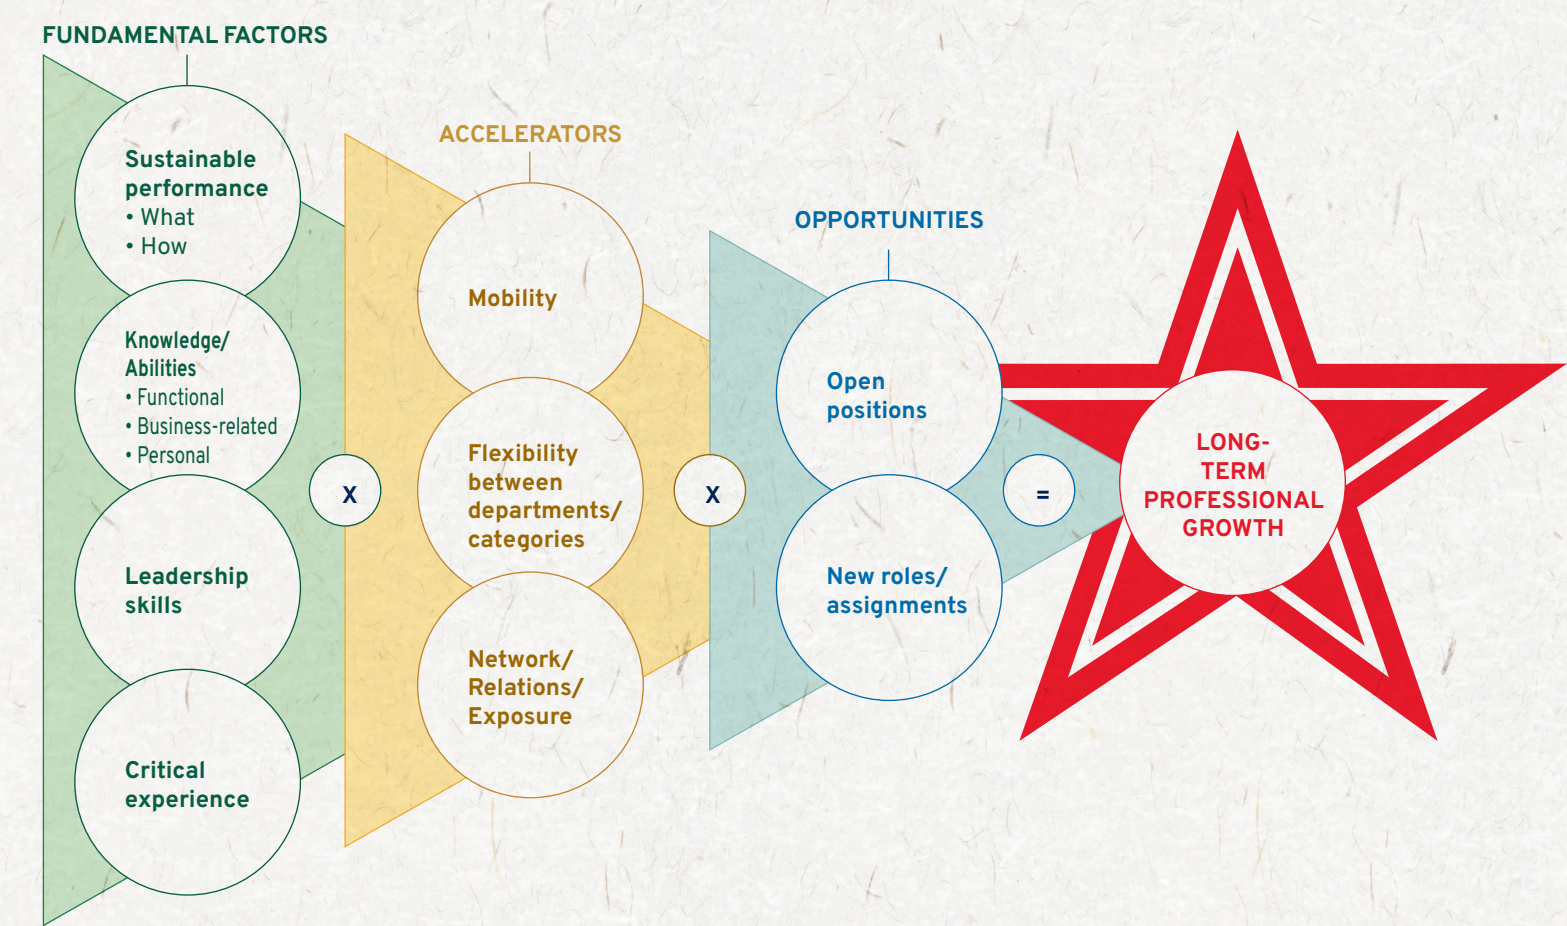 FUNDAMENTAL FACTORS
Sustainable
performance
• What
• How
Knowledge/
Abilities
• Functional
• Business-related
• Personal
Leadership
skills
Critical
experience
X
ACCELERATORS
Mobility
Flexibility
between
departments/
categories
Network/
Relations/
Exposure
X
OPPORTUNITIES
Open
positions
New roles/
assignments
=
LONG-
TERM
PROFESSIONAL
GROWTH